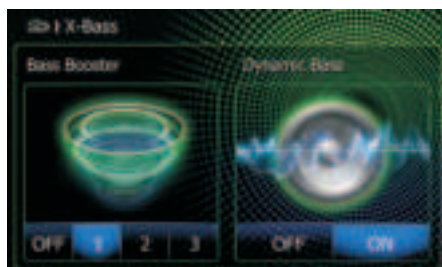 X-Bass
Bass Booster
Dynamic Bass
OFF 1 2 3
OFF ON